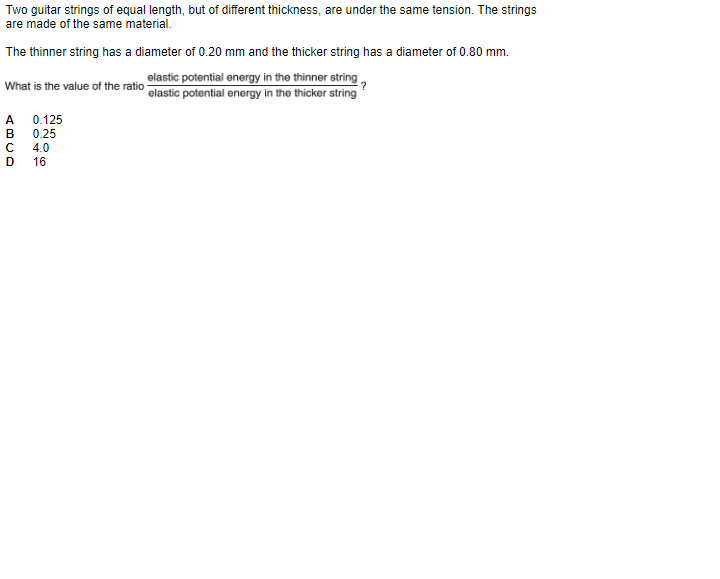 Two guitar strings of equal length, but of different thickness, are under the same tension. The strings
are made of the same material.
The thinner string has a diameter of 0.20 mm and the thicker string has a diameter of 0.80 mm.
What is the value of the ratio elastic potential energy in the thinner string / elastic potential energy in the thicker string ?
A 0.125
B 0.25
C 4.0
D 16